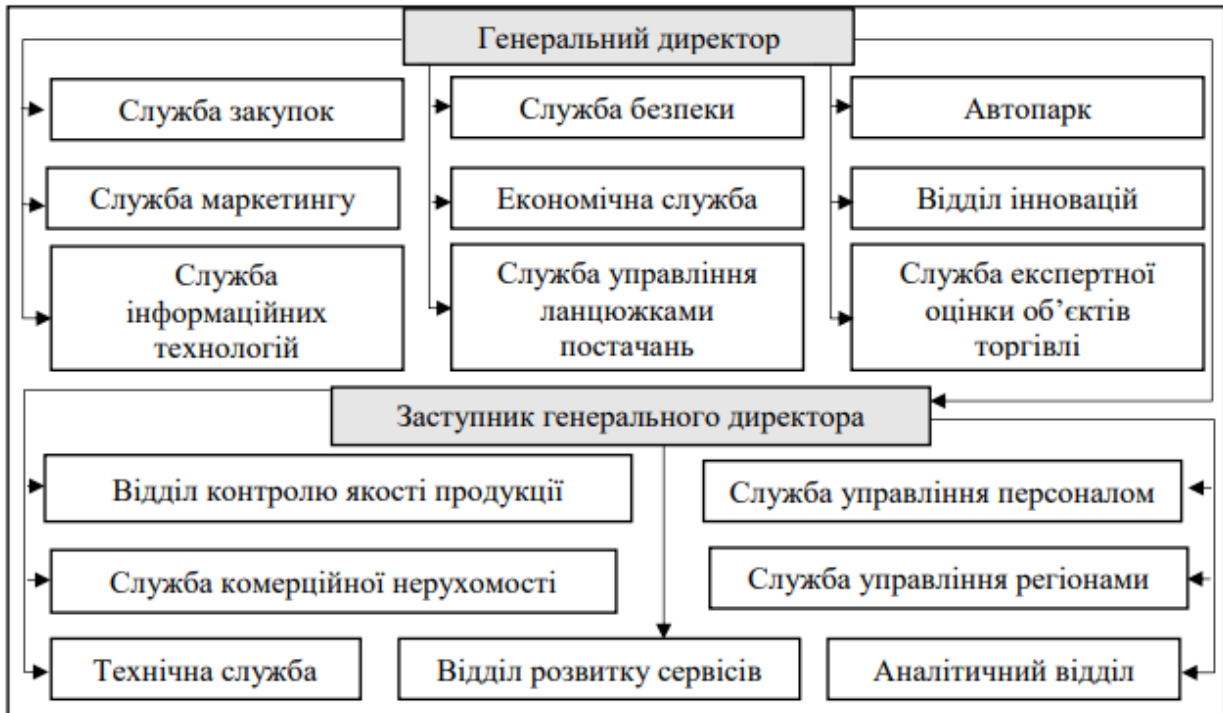 Генеральний директор
Служба закупок
Служба безпеки
Автопарк
Служба маркетингу
Економічна служба
Відділ інновацій
Служба
інформаційних
технологій
Служба управління
ланцюжками
постачань
Служба експертної
оцінки об’єктів
торгівлі
Заступник генерального директора
Відділ контролю якості продукції
Служба управління персоналом
Служба комерційної нерухомості
Служба управління регіонами
Технічна служба
Відділ розвитку сервісів
Аналітичний відділ